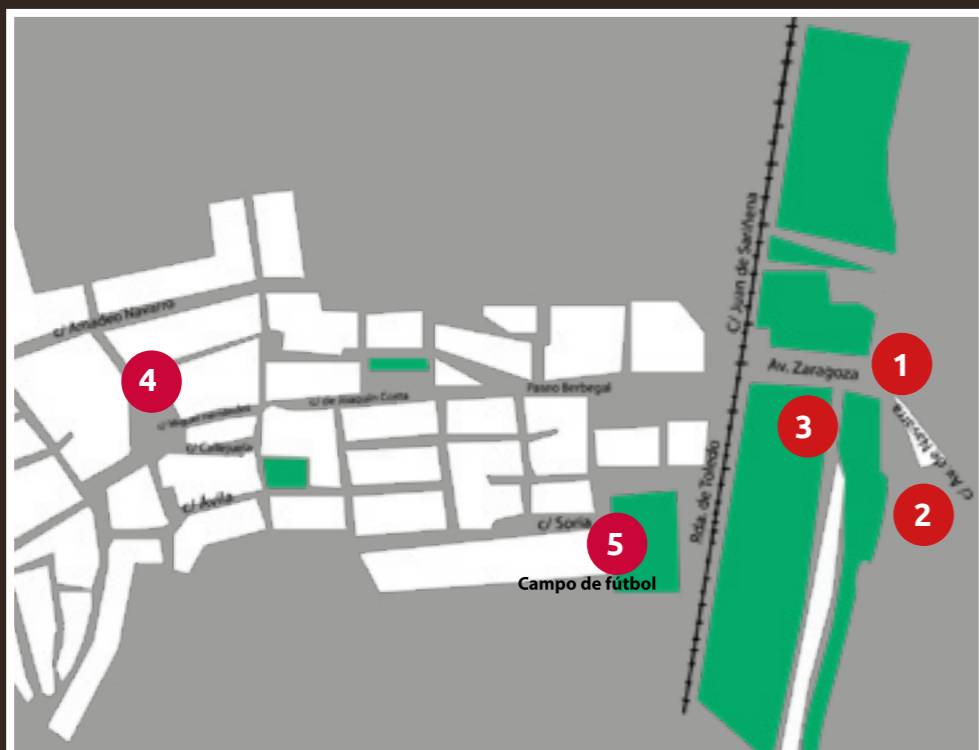 C/ Juan de Sariñena
c/ Amadeo Navarro
1
Av. Zaragoza
4
Paseo Berbegal
c/ de Joaquín Costa
c/ Miguel Hernández
3
c/ Av. de Navarra
c/ Callejuela
Rda. de Toledo
c/ Ávila
2
c/ Soria
5
Campo de fútbol